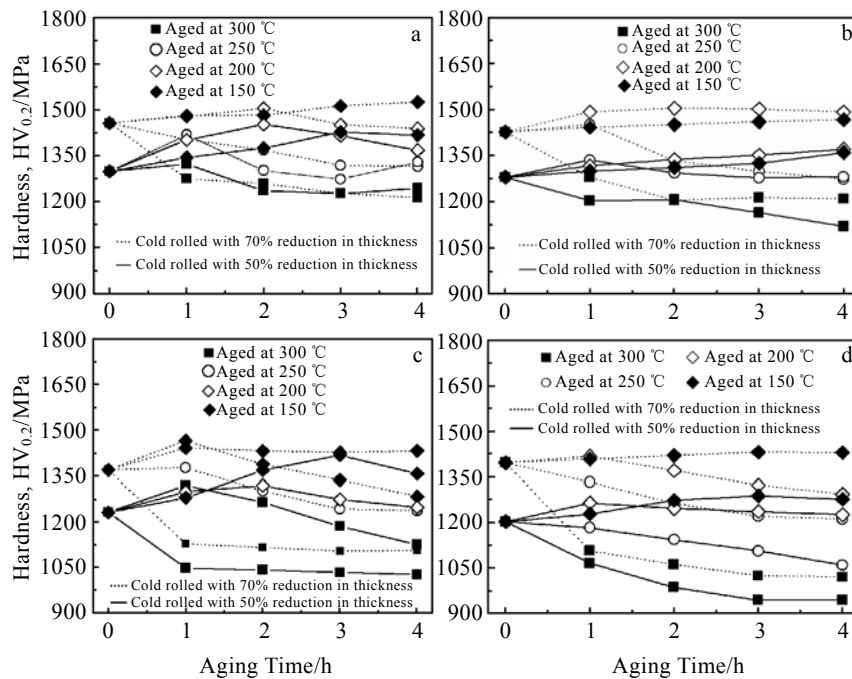 1800
1650
1500
1350
1200
1050
900
Hardness, HV0.2/MPa
a
Aged at 300 ℃
Aged at 250 ℃
Aged at 200 ℃
Aged at 150 ℃
Cold rolled with 70% reduction in thickness
Cold rolled with 50% reduction in thickness
0 1 2 3 4
1800
1650
1500
1350
1200
1050
900
b
Aged at 300 ℃
Aged at 250 ℃
Aged at 200 ℃
Aged at 150 ℃
Cold rolled with 70% reduction in thickness
Cold rolled with 50% reduction in thickness
0 1 2 3 4
1800
1650
1500
1350
1200
1050
900
Hardness, HV0.2/MPa
c
Aged at 300 ℃
Aged at 250 ℃
Aged at 200 ℃
Aged at 150 ℃
Cold rolled with 70% reduction in thickness
Cold rolled with 50% reduction in thickness
0 1 2 3 4
Aging Time/h
1800
1650
1500
1350
1200
1050
900
d
Aged at 300 ℃ Aged at 200 ℃
Aged at 250 ℃ Aged at 150 ℃
Cold rolled with 70% reduction in thickness
Cold rolled with 50% reduction in thickness
0 1 2 3 4
Aging Time/h